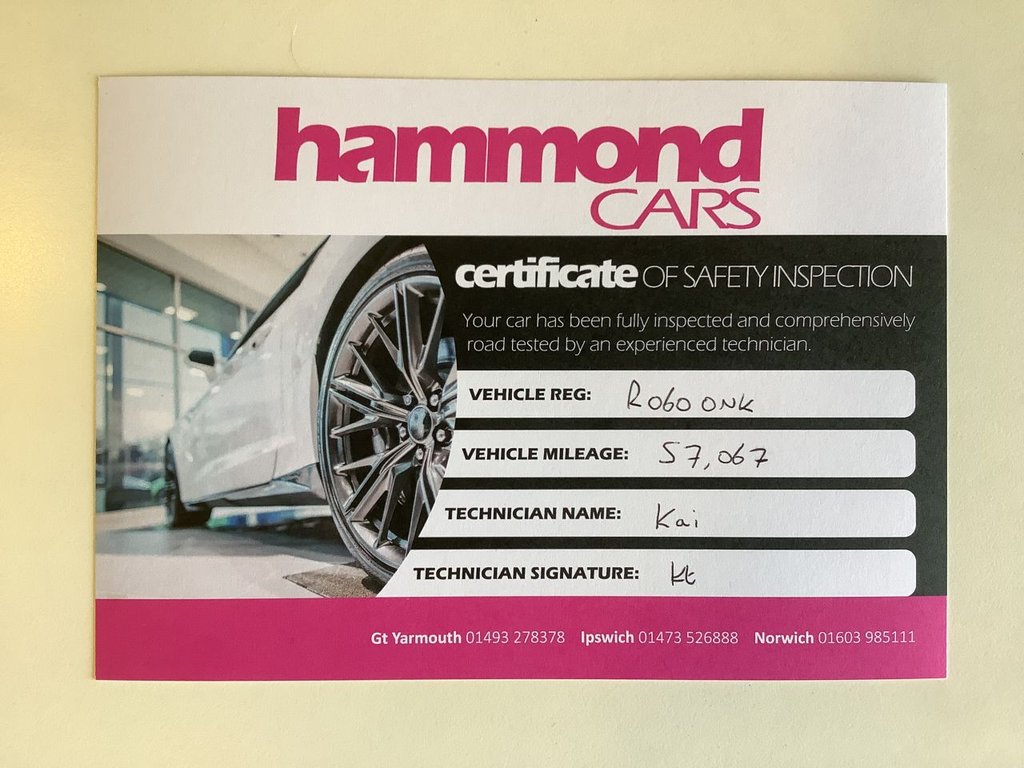 hammond
CARS
certificate OF SAFETY INSPECTION
Your car has been fully inspected and comprehensively
road tested by an experienced technician.
VEHICLE REG: RO60 ONK
VEHICLE MILEAGE: 57,067
TECHNICIAN NAME: Kai
TECHNICIAN SIGNATURE: Kt
Gt Yarmouth 01493 278378 Ipswich 01473 526888 Norwich 01603 985111